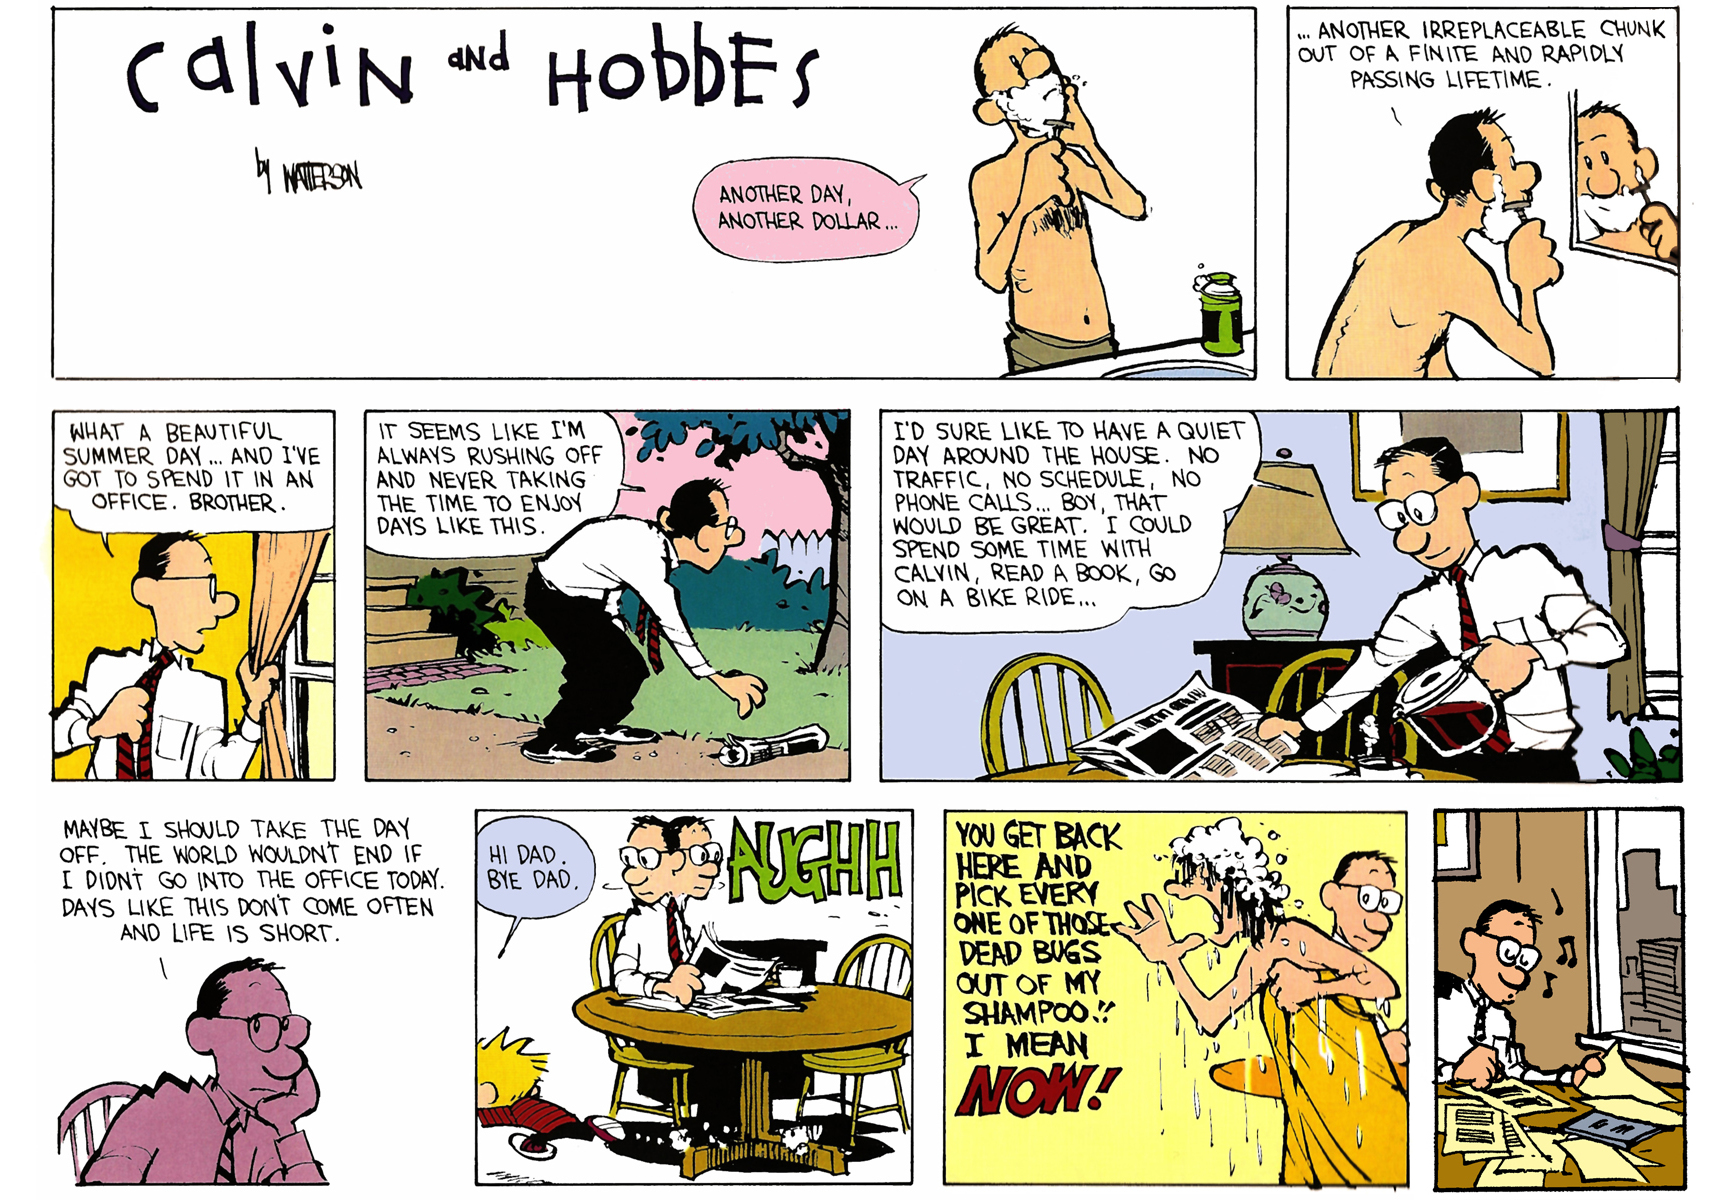 Calvin and Hobbes
by Watterson
ANOTHER DAY,
ANOTHER DOLLAR...
... ANOTHER IRREPLACEABLE CHUNK
OUT OF A FINITE AND RAPIDLY
PASSING LIFETIME.
WHAT A BEAUTIFUL
SUMMER DAY... AND I'VE
GOT TO SPEND IT IN AN
OFFICE. BROTHER.
IT SEEMS LIKE I'M
ALWAYS RUSHING OFF
AND NEVER TAKING
THE TIME TO ENJOY
DAYS LIKE THIS.
I'D SURE LIKE TO HAVE A QUIET
DAY AROUND THE HOUSE. NO
TRAFFIC, NO SCHEDULE, NO
PHONE CALLS... BOY, THAT
WOULD BE GREAT. I COULD
SPEND SOME TIME WITH
CALVIN, READ A BOOK, GO
ON A BIKE RIDE...
MAYBE I SHOULD TAKE THE DAY
OFF. THE WORLD WOULDN'T END IF
I DIDN'T GO INTO THE OFFICE TODAY.
DAYS LIKE THIS DON'T COME OFTEN
AND LIFE IS SHORT.
HI DAD.
BYE DAD.
AUGHH
YOU GET BACK
HERE AND
PICK EVERY
ONE OF THOSE
DEAD BUGS
OUT OF MY
SHAMPOO!!
I MEAN
NOW!